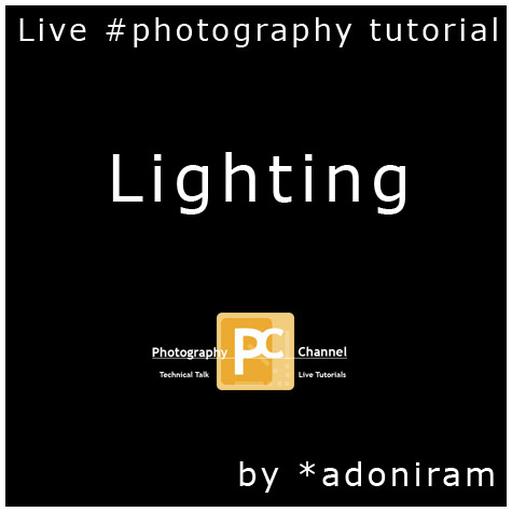 Live #photography tutorial
Lighting
PC
Photography Channel
Technical Talk Live Tutorials
by *adoniram